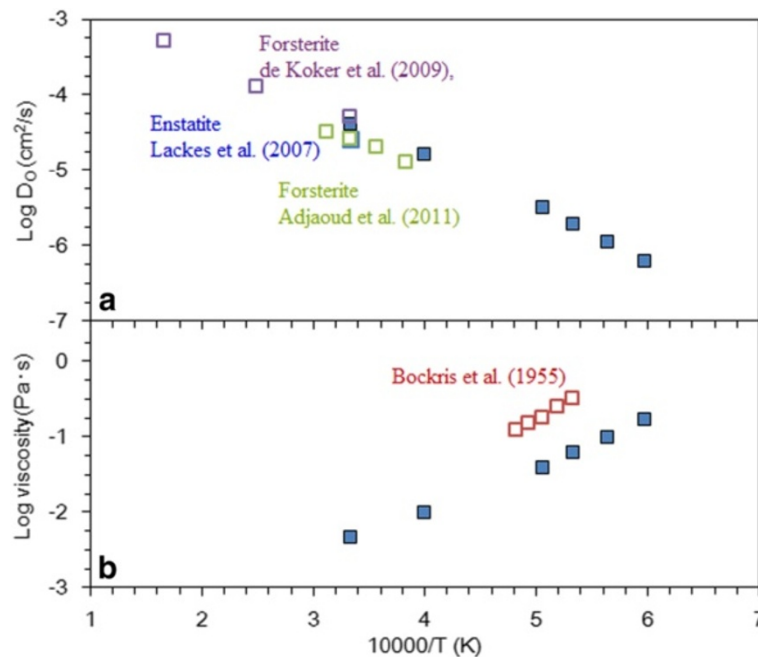 -3
Forsterite
de Koker et al. (2009),
-4
Enstatite
Lackes et al. (2007)
-5
Forsterite
Adjaoud et al. (2011)
-6
-7
Log Do (cm²/s)
a
0
Bockris et al. (1955)
-1
-2
-3
Log viscosity(Pa·s)
b
1 2 3 4 5 6 7
10000/T (K)